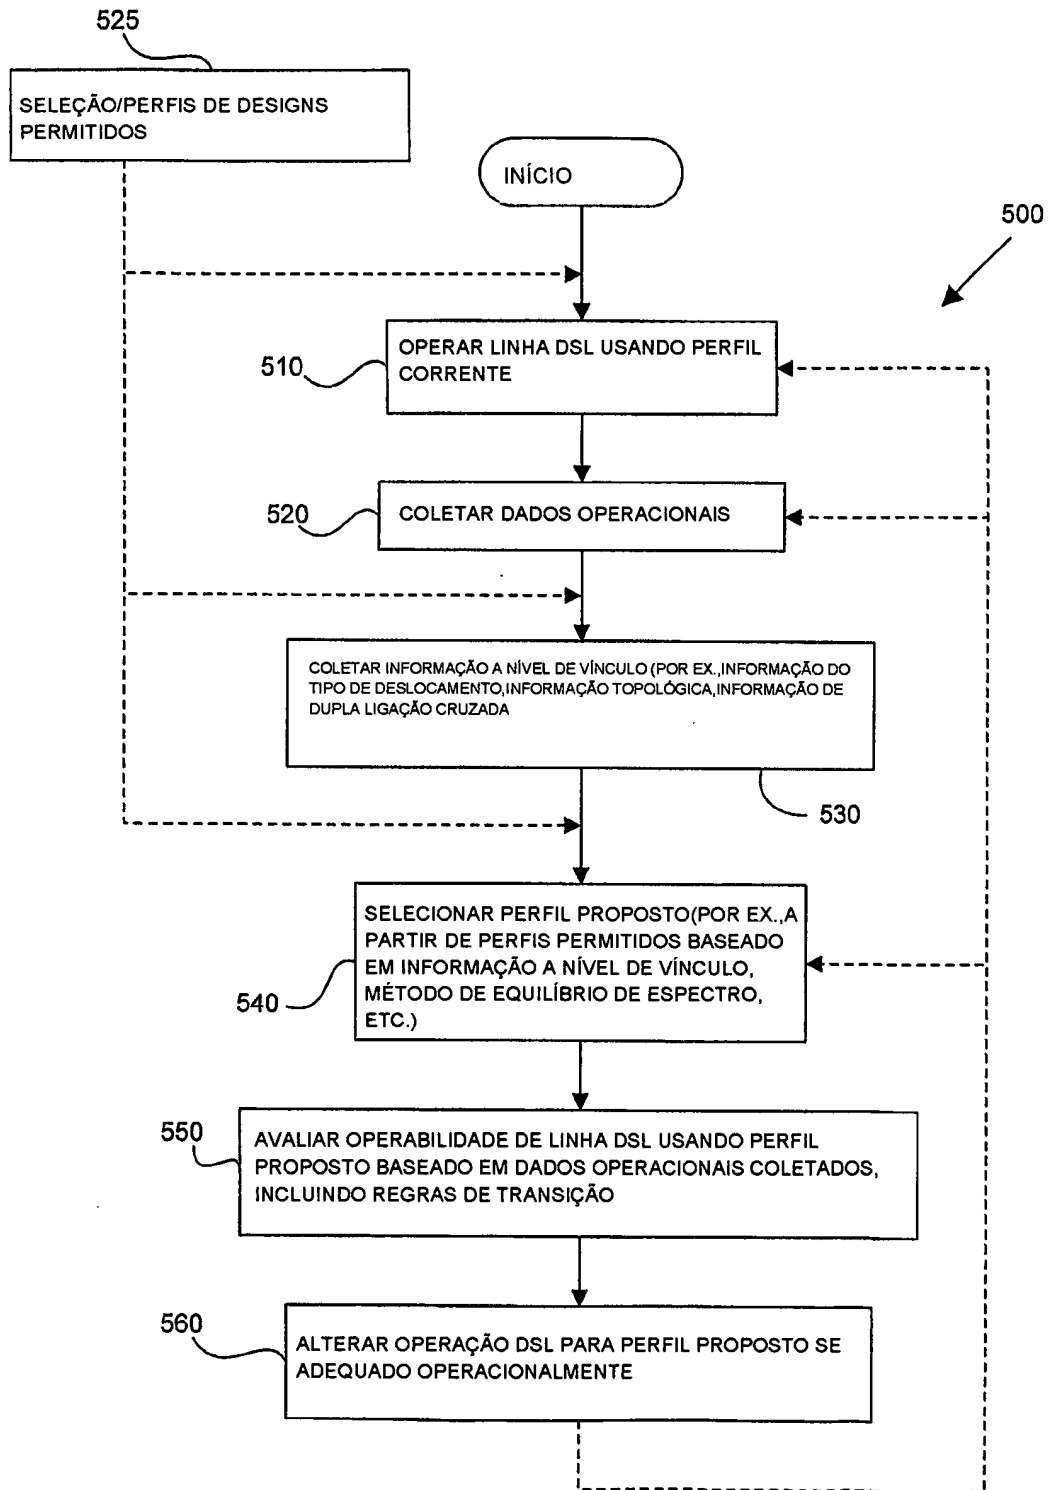 525
SELEÇÃO/PERFIS DE DESIGNS
PERMITIDOS
INÍCIO
500
510
OPERAR LINHA DSL USANDO PERFIL
CORRENTE
520
COLETAR DADOS OPERACIONAIS
COLETAR INFORMAÇÃO A NÍVEL DE VÍNCULO (POR EX.,INFORMAÇÃO DO
TIPO DE DESLOCAMENTO,INFORMAÇÃO TOPOLÓGICA,INFORMAÇÃO DE
DUPLA LIGAÇÃO CRUZADA
530
SELECIONAR PERFIL PROPOSTO(POR EX.,A
PARTIR DE PERFIS PERMITIDOS BASEADO
EM INFORMAÇÃO A NÍVEL DE VÍNCULO,
MÉTODO DE EQUILÍBRIO DE ESPECTRO,
ETC.)
540
550
AVALIAR OPERABILIDADE DE LINHA DSL USANDO PERFIL
PROPOSTO BASEADO EM DADOS OPERACIONAIS COLETADOS,
INCLUINDO REGRAS DE TRANSIÇÃO
560
ALTERAR OPERAÇÃO DSL PARA PERFIL PROPOSTO SE
ADEQUADO OPERACIONALMENTE